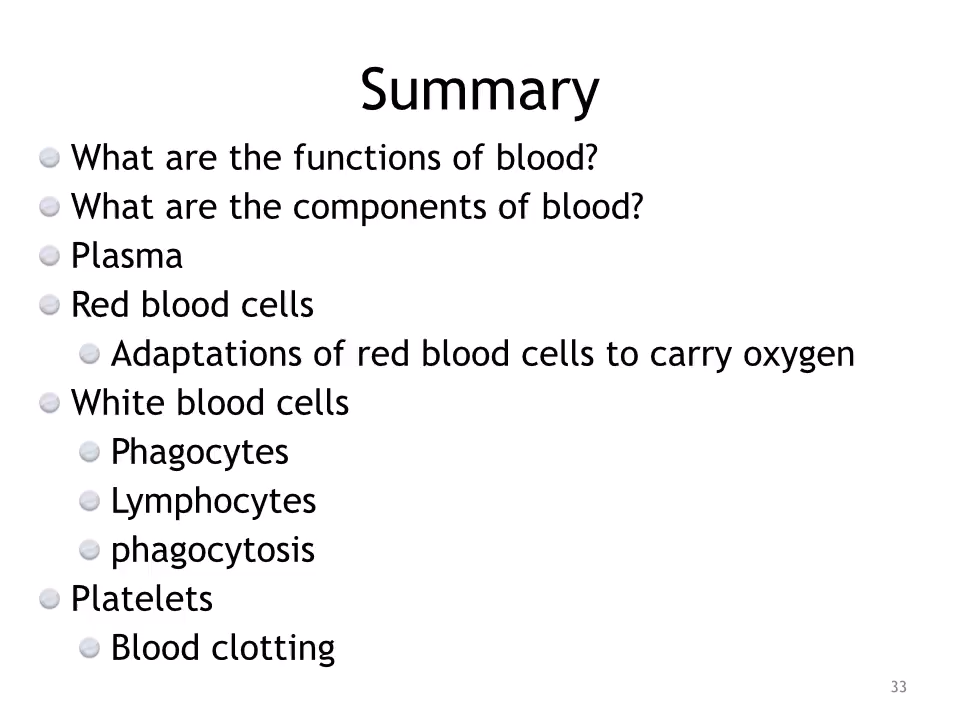 Summary
What are the functions of blood?
What are the components of blood?
Plasma
Red blood cells
Adaptations of red blood cells to carry oxygen
White blood cells
Phagocytes
Lymphocytes
phagocytosis
Platelets
Blood clotting
33